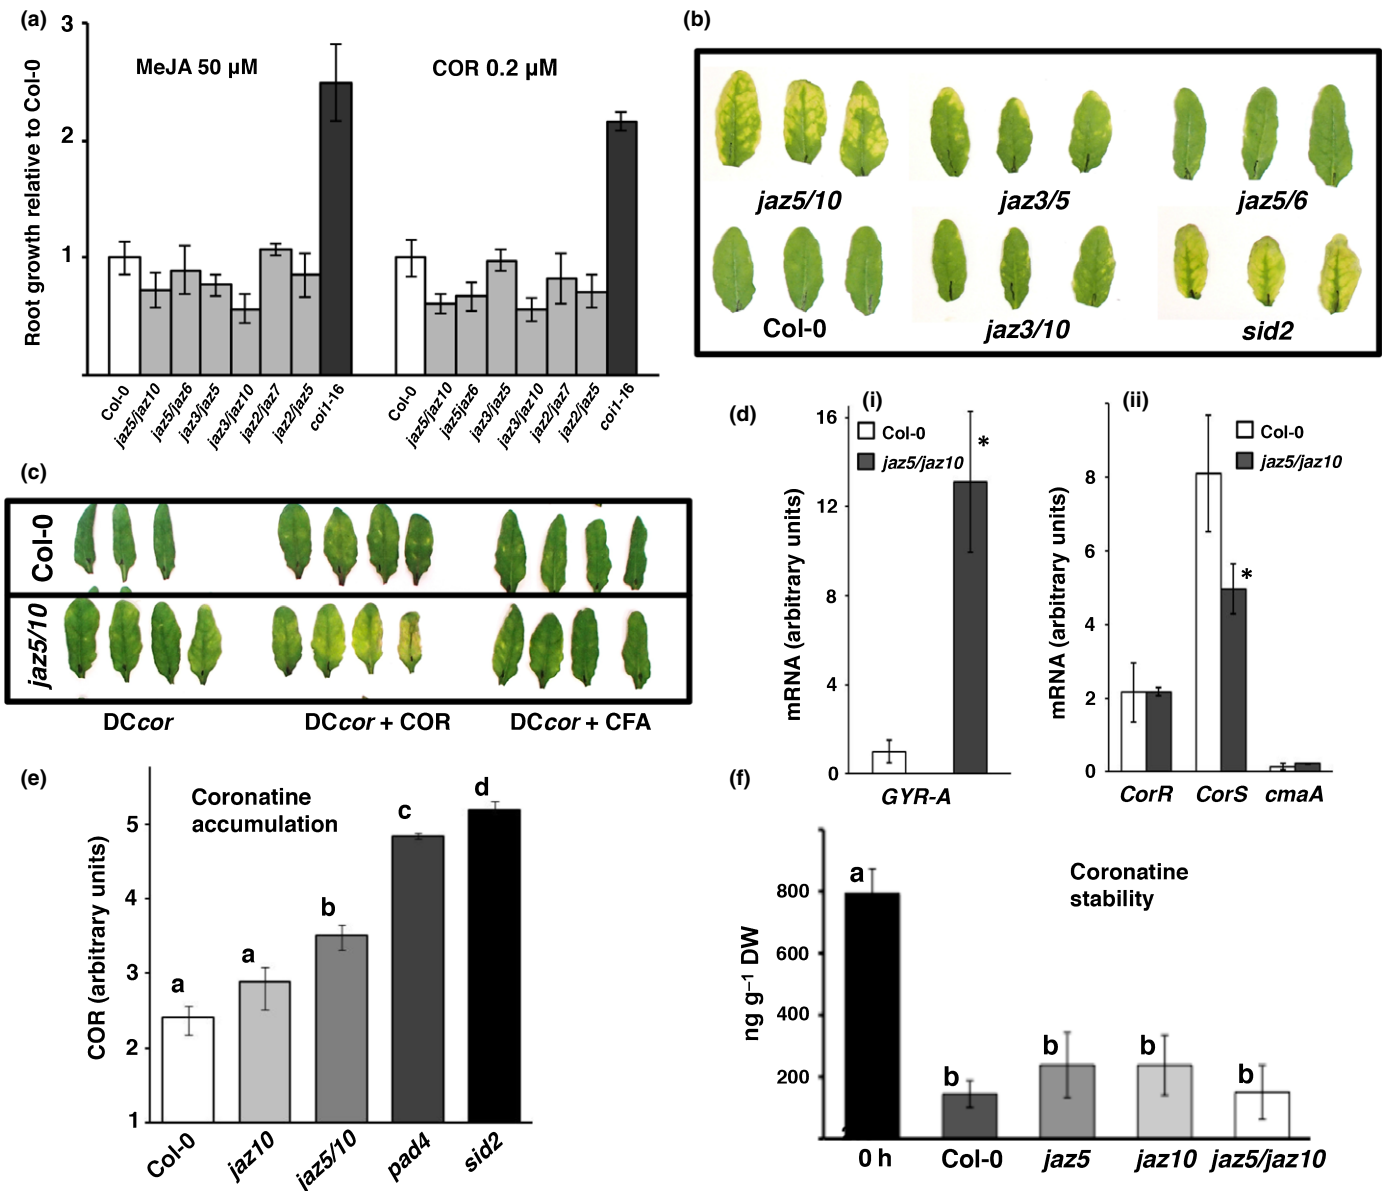 (a)
3
2
1
Root growth relative to Col-0
MeJA 50 µM
COR 0.2 µM
Col-0
jaz5/jaz10
jaz5/jaz6
jaz3/jaz5
jaz3/jaz10
jaz2/jaz7
jaz2/jaz5
coi1-16
Col-0
jaz5/jaz10
jaz5jaz6
jaz3/jaz5
jaz3/jaz10
jaz2/jaz7
jaz2/jaz5
coi1-16
(b)
jaz5/10
jaz3/5
jaz5/6
Col-0
jaz3/10
sid2
(c)
Col-0
jaz5/10
DCcor
DCcor + COR
DCcor + CFA
(d)
(i)
16
12
8
4
0
mRNA (arbitrary units)
Col-0
jaz5/jaz10
*
GYR-A
(ii)
8
6
4
2
0
mRNA (arbitrary units)
Col-0
jaz5/jaz10
*
CorR
CorS
cmaA
(e)
Coronatine
accumulation
5
4
3
2
1
COR (arbitrary units)
a
a
b
c
d
Col-0
jaz10
jaz5/10
pad4
sid2
(f)
Coronatine
stability
800
600
400
200
ng g⁻¹ DW
a
b
b
b
b
0 h
Col-0
jaz5
jaz10
jaz5/jaz10